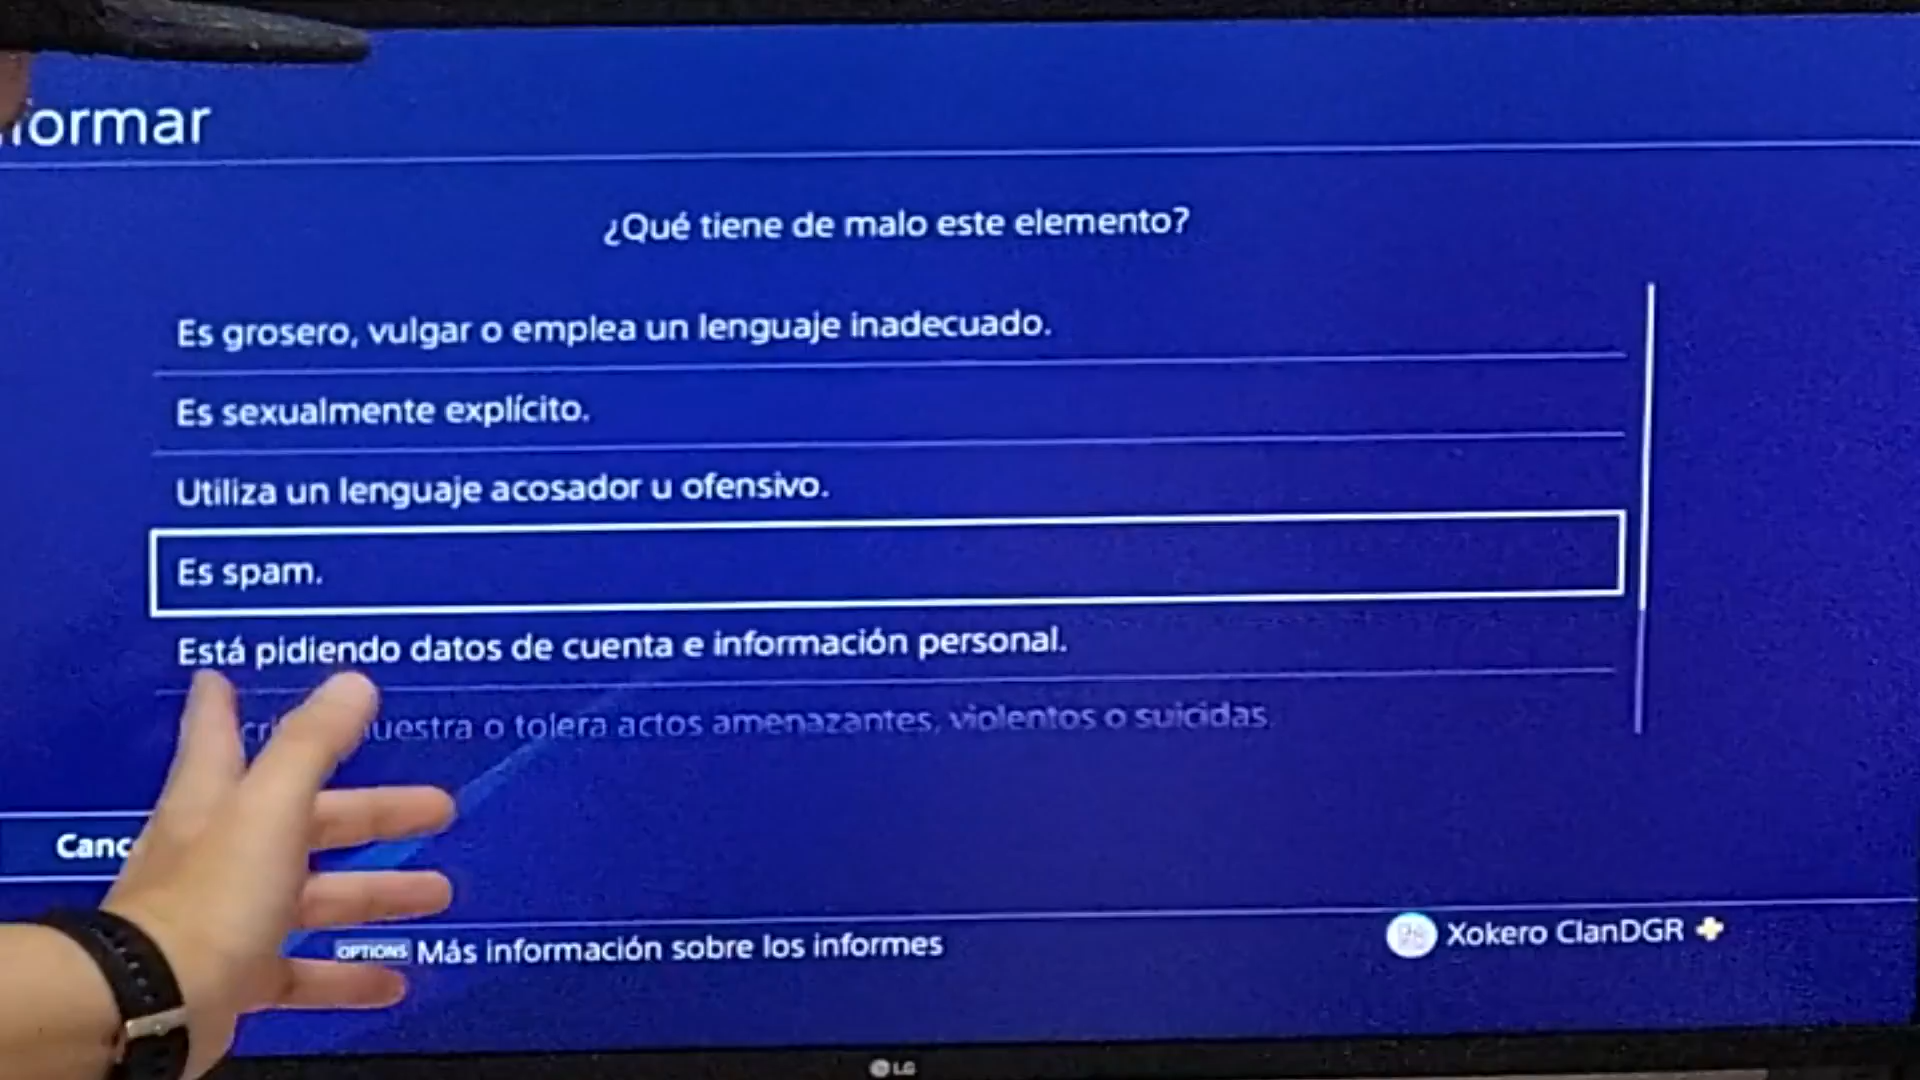 formar
¿Qué tiene de malo este elemento?
Es grosero, vulgar o emplea un lenguaje inadecuado.
Es sexualmente explícito.
Utiliza un lenguaje acosador u ofensivo.
Es spam.
Está pidiendo datos de cuenta e información personal.
o tolera actos amenazantes, violentos o suicidas.
Canc
OPTIONS Más información sobre los informes
Xokero ClanDGR
LG